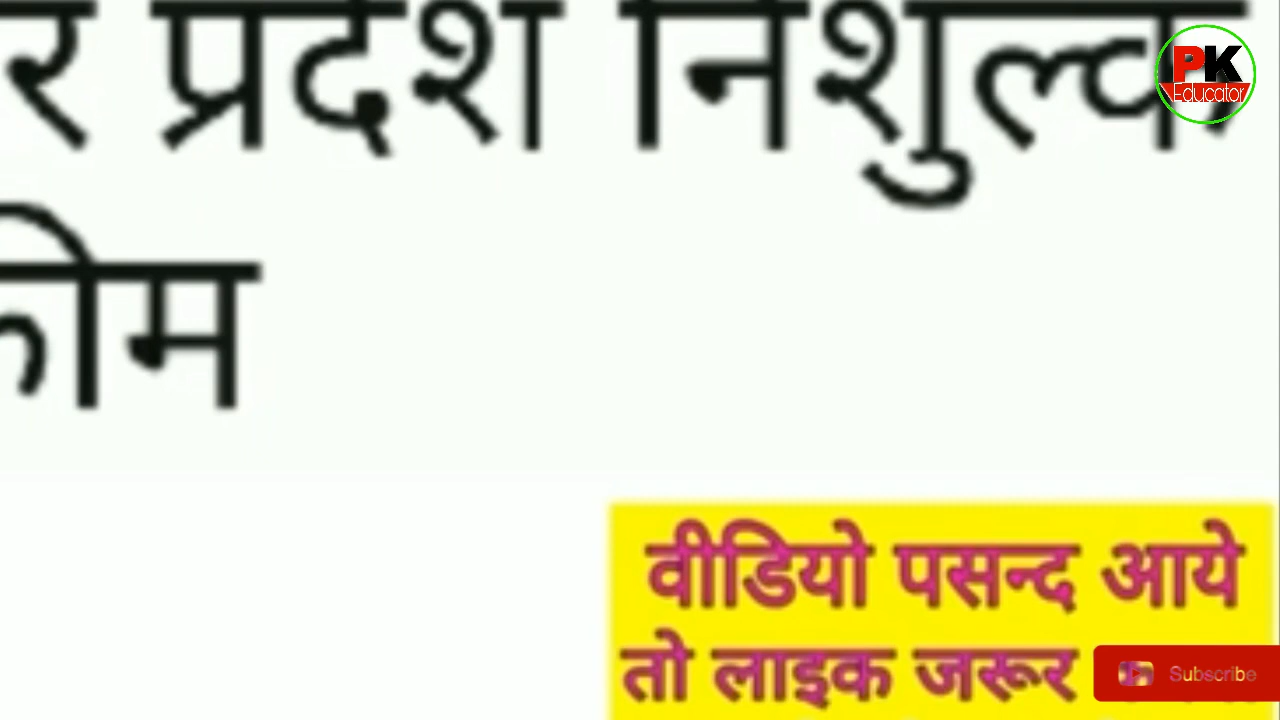 प्रदेश निशुल्क
PK
Educator
वीडियो पसन्द आये
तो लाइक जरूर
Subscribe